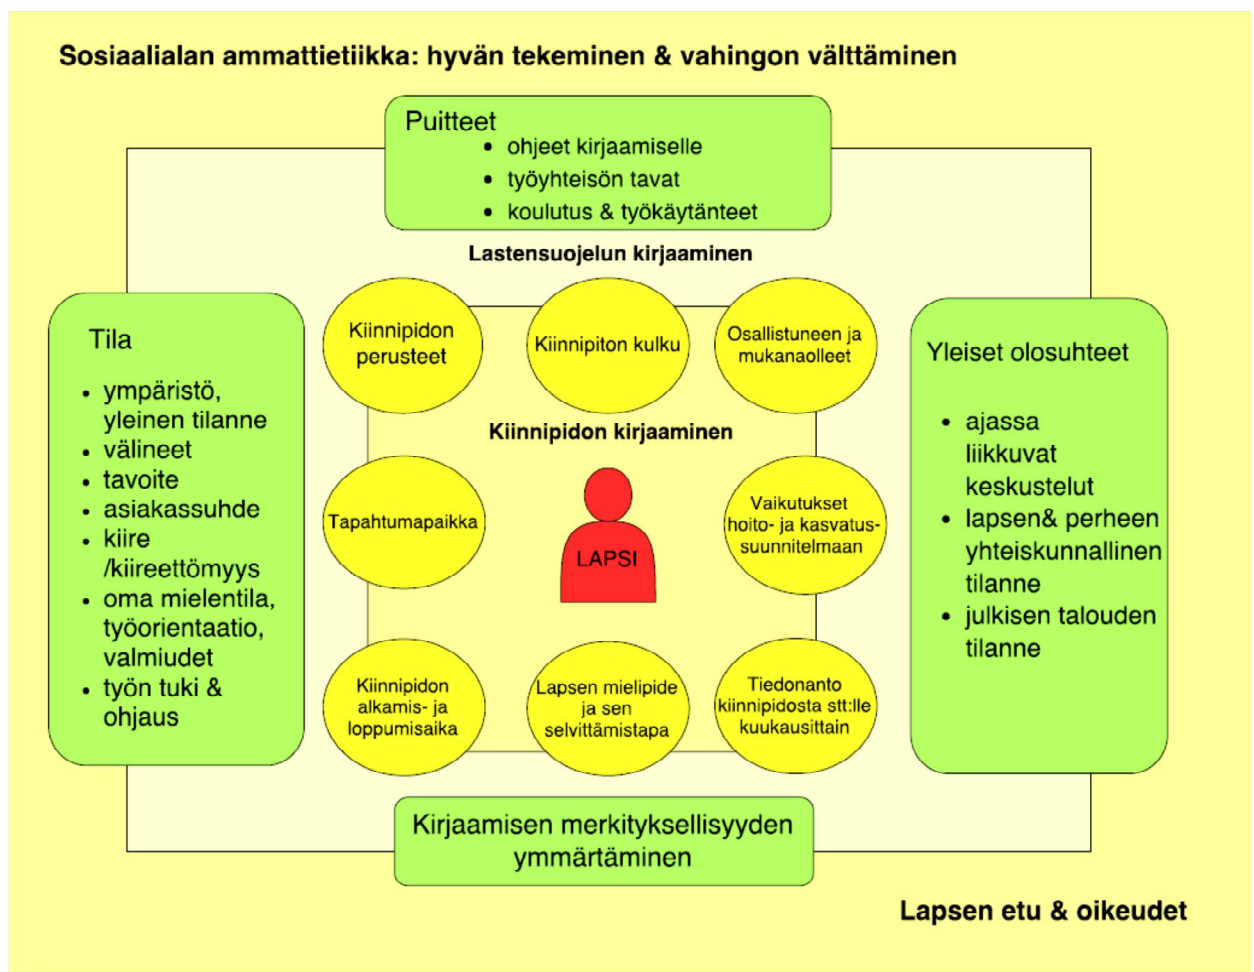 Sosiaalialan ammattietiikka: hyvän tekeminen & vahingon välttäminen
Puitteet
• ohjeet kirjaamiselle
• työyhteisön tavat
• koulutus & työkäytänteet
Lastensuojelun kirjaaminen
Tila
• ympäristö,
yleinen tilanne
• välineet
• tavoite
• asiakassuhde
• kiire
/kiireettömyys
• oma mielentila,
työorientaatio,
valmiudet
• työn tuki &
ohjaus
Kiinnipidon
perusteet
Kiinnipiton kulku
Osallistuneen ja
mukanaolleet
Kiinnipidon kirjaaminen
Tapahtumapaikka
LAPSI
Vaikutukset
hoito- ja kasvatus-
suunnitelmaan
Kiinnipidon
alkamis- ja
loppumisaika
Lapsen mielipide
ja sen
selvittämistapa
Tiedonanto
kiinnipidosta stt:lle
kuukausittain
Yleiset olosuhteet
• ajassa
liikkuvat
keskustelut
• lapsen& perheen
yhteiskunnallinen
tilanne
• julkisen talouden
tilanne
Kirjaamisen merkityksellisyyden
ymmärtäminen
Lapsen etu & oikeudet